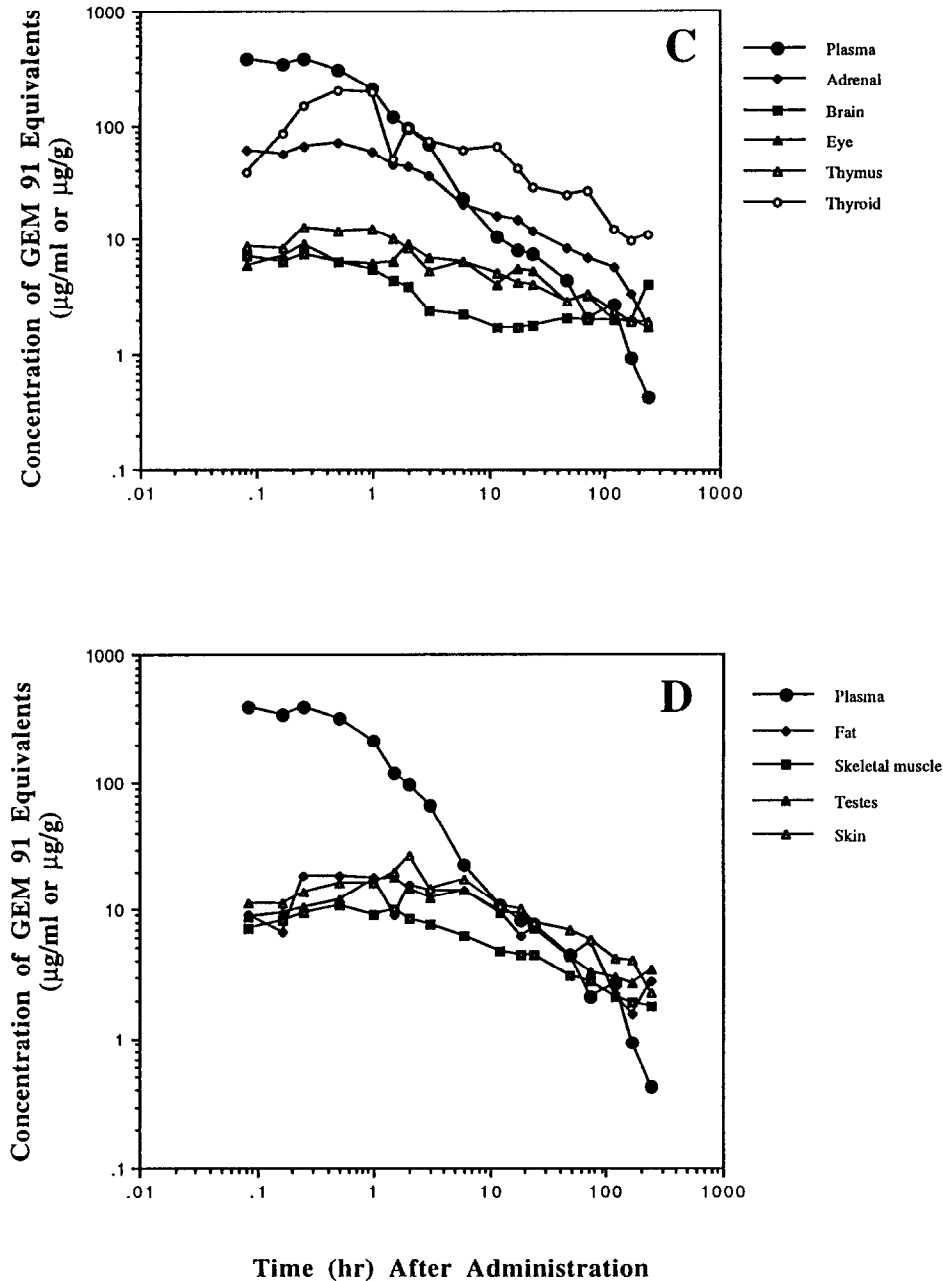 C
Concentration of GEM 91 Equivalents
(µg/ml or µg/g)
1000
100
10
1
.1
.01
.1
1
10
100
1000
Plasma
Adrenal
Brain
Eye
Thymus
Thyroid
D
Concentration of GEM 91 Equivalents
(µg/ml or µg/g)
1000
100
10
1
.1
.01
.1
1
10
100
1000
Plasma
Fat
Skeletal muscle
Testes
Skin
Time (hr) After Administration